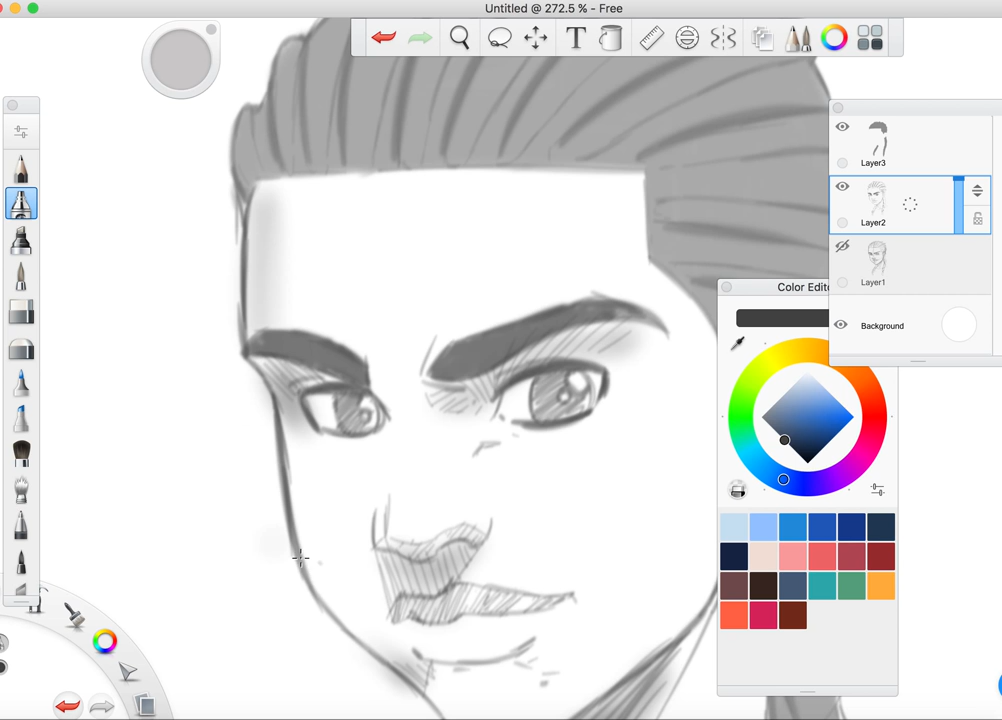 Untitled @ 272.5 % - Free
T
Layer3
Layer2
Color Edit
Layer1
Background